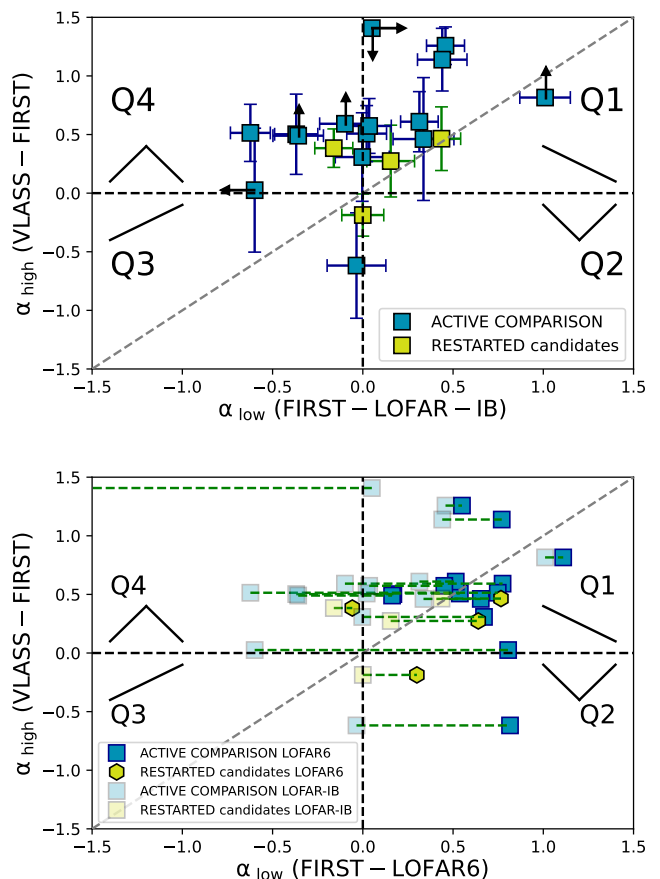 1.5
1.0
0.5
0.0
−0.5
−1.0
−1.5
α high (VLASS − FIRST)
Q4
Q1
Q3
Q2
ACTIVE COMPARISON
RESTARTED candidates
−1.5 −1.0 −0.5 0.0 0.5 1.0 1.5
α low (FIRST − LOFAR − IB)
1.5
1.0
0.5
0.0
−0.5
−1.0
−1.5
α high (VLASS − FIRST)
Q4
Q1
Q3
Q2
ACTIVE COMPARISON LOFAR6
RESTARTED candidates LOFAR6
ACTIVE COMPARISON LOFAR-IB
RESTARTED candidates LOFAR-IB
−1.5 −1.0 −0.5 0.0 0.5 1.0 1.5
α low (FIRST − LOFAR6)